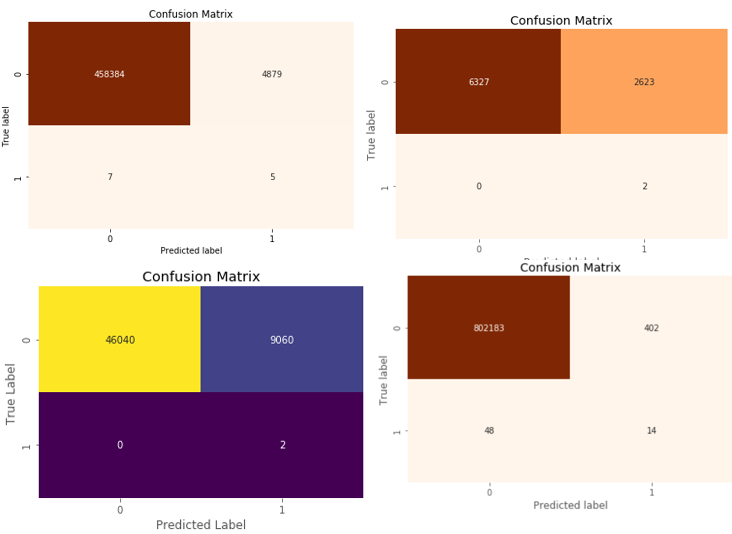 Confusion Matrix
True label
0
458384
4879
1
7
5
0
1
Predicted label
Confusion Matrix
True label
0
6327
2623
1
0
2
0
1
Confusion Matrix
True Label
0
46040
9060
1
0
2
0
1
Predicted Label
Confusion Matrix
True label
0
802183
402
1
48
14
0
1
Predicted label